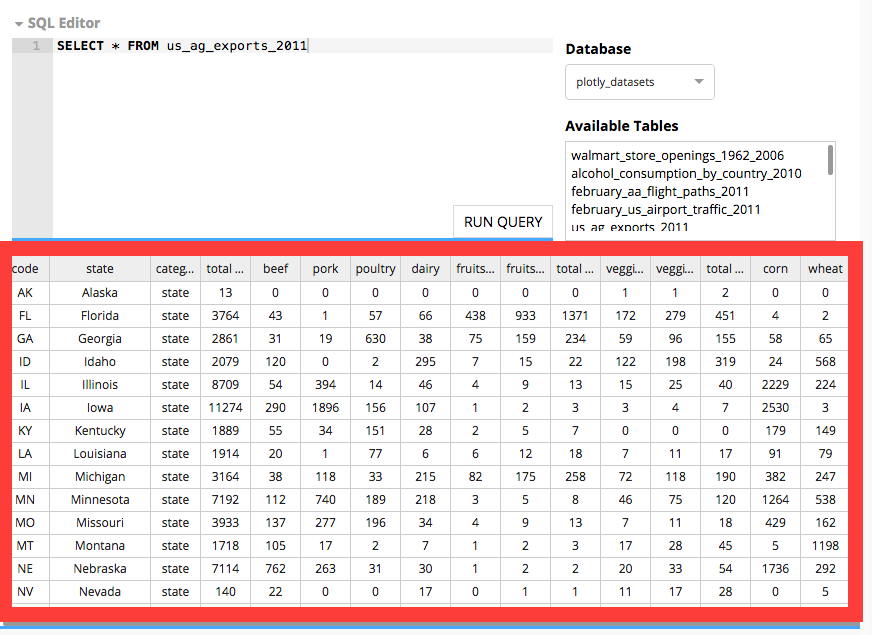 SQL Editor
1 SELECT * FROM us_ag_exports_2011
RUN QUERY
Database
plotly_datasets
Available Tables
walmart_store_openings_1962_2006
alcohol_consumption_by_country_2010
february_aa_flight_paths_2011
february_us_airport_traffic_2011
us_ag_exports_2011
code state categ... total ... beef pork poultry dairy fruits... fruits... total ... veggi... veggi... total ... corn wheat
AK Alaska state 13 0 0 0 0 0 0 0 1 1 2 0 0
FL Florida state 3764 43 1 57 66 438 933 1371 172 279 451 4 2
GA Georgia state 2861 31 19 630 38 75 159 234 59 96 155 58 65
ID Idaho state 2079 120 0 2 295 7 15 22 122 198 319 24 568
IL Illinois state 8709 54 394 14 46 4 9 13 15 25 40 2229 224
IA Iowa state 11274 290 1896 156 107 1 2 3 3 4 7 2530 3
KY Kentucky state 1889 55 34 151 28 2 5 7 0 0 0 179 149
LA Louisiana state 1914 20 1 77 6 6 12 18 7 11 17 91 79
MI Michigan state 3164 38 118 33 215 82 175 258 72 118 190 382 247
MN Minnesota state 7192 112 740 189 218 3 5 8 46 75 120 1264 538
MO Missouri state 3933 137 277 196 34 4 9 13 7 11 18 429 162
MT Montana state 1718 105 17 2 7 1 2 3 17 28 45 5 1198
NE Nebraska state 7114 762 263 31 30 1 2 2 20 33 54 1736 292
NV Nevada state 140 22 0 0 17 0 1 1 11 17 28 0 5